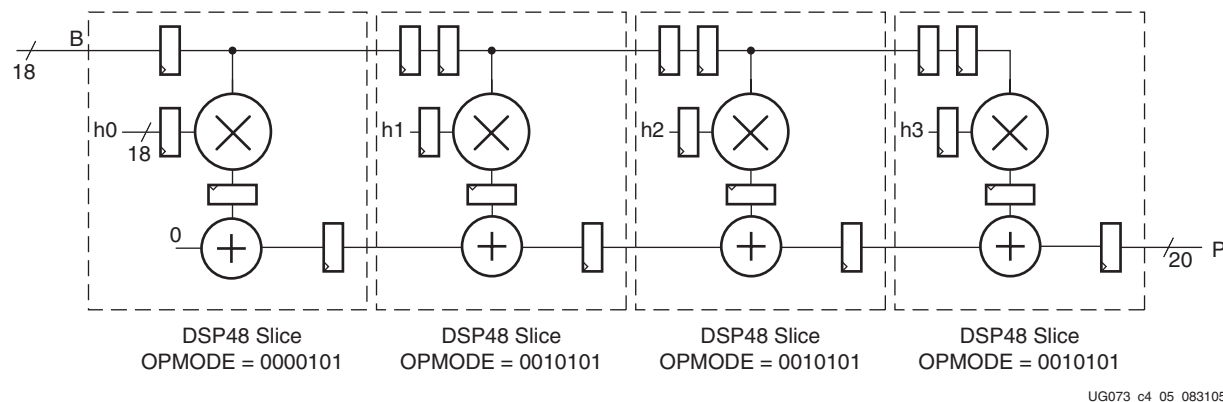 B
18
h0
18
h1
h2
h3
0
20
P
DSP48 Slice
OPMODE = 0000101
DSP48 Slice
OPMODE = 0010101
DSP48 Slice
OPMODE = 0010101
DSP48 Slice
OPMODE = 0010101
UG073_c4_05_083105